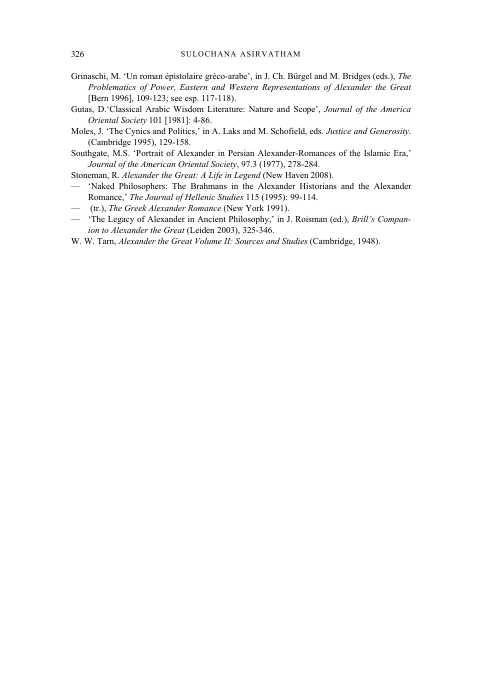 326 SULOCHANA ASIRVATHAM
Grinaschi, M. ‘Un roman épistolaire gréco-arabe’, in J. Ch. Bürgel and M. Bridges (eds.), The
Problematics of Power, Eastern and Western Representations of Alexander the Great
[Bern 1996], 109-123; see esp. 117-118).
Gutas, D.‘Classical Arabic Wisdom Literature: Nature and Scope’, Journal of the America
Oriental Society 101 [1981]: 4-86.
Moles, J. ‘The Cynics and Politics,’ in A. Laks and M. Schofield, eds. Justice and Generosity.
(Cambridge 1995), 129-158.
Southgate, M.S. ‘Portrait of Alexander in Persian Alexander-Romances of the Islamic Era,’
Journal of the American Oriental Society, 97.3 (1977), 278-284.
Stoneman, R. Alexander the Great: A Life in Legend (New Haven 2008).
— ‘Naked Philosophers: The Brahmans in the Alexander Historians and the Alexander
Romance,’ The Journal of Hellenic Studies 115 (1995): 99-114.
— (tr.), The Greek Alexander Romance (New York 1991).
— ‘The Legacy of Alexander in Ancient Philosophy,’ in J. Roisman (ed.), Brill’s Compan-
ion to Alexander the Great (Leiden 2003), 325-346.
W. W. Tarn, Alexander the Great Volume II: Sources and Studies (Cambridge, 1948).